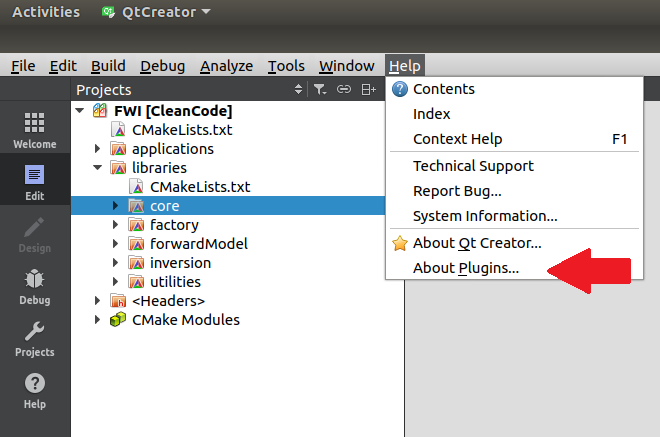 Activities QtCreator
File Edit Build Debug Analyze Tools Window Help
Projects
Welcome
Edit
Design
Debug
Projects
Help
FWI [CleanCode]
CMakeLists.txt
applications
libraries
CMakeLists.txt
core
factory
forwardModel
inversion
utilities
<Headers>
CMake Modules
Contents
Index
Context Help F1
Technical Support
Report Bug...
System Information...
About Qt Creator...
About Plugins...